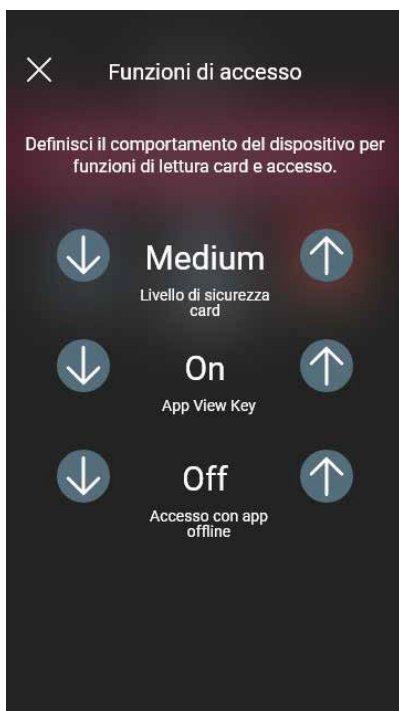 Funzioni di accesso
Definisci il comportamento del dispositivo per
funzioni di lettura card e accesso.
Medium
Livello di sicurezza
card
On
App View Key
Off
Accesso con app
offline